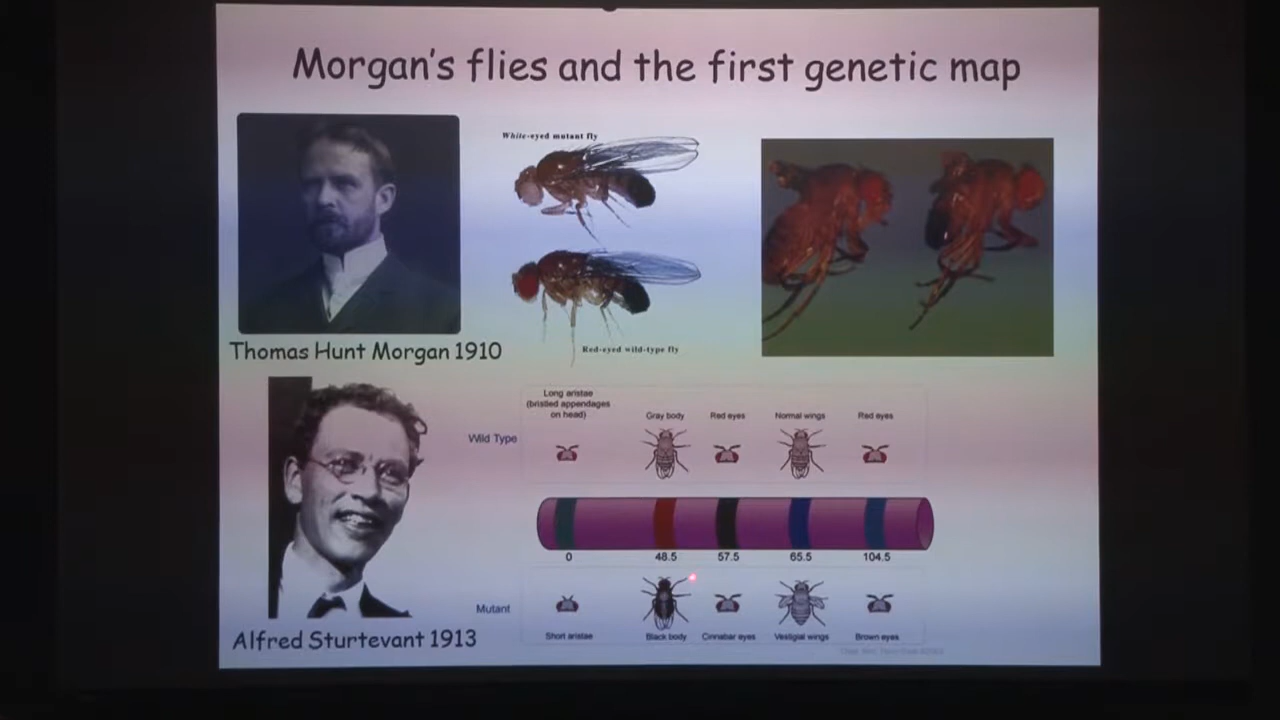 Morgan's flies and the first genetic map
White-eyed mutant fly
Red-eyed wild-type fly
Thomas Hunt Morgan 1910
Alfred Sturtevant 1913
Long aristae
(bristled appendages
on head)
Gray body
Red eyes
Normal wings
Red eyes
Wild Type
0
48.5
57.5
65.5
104.5
Mutant
Short aristae
Black body
Cinnabar eyes
Vestigial wings
Brown eyes